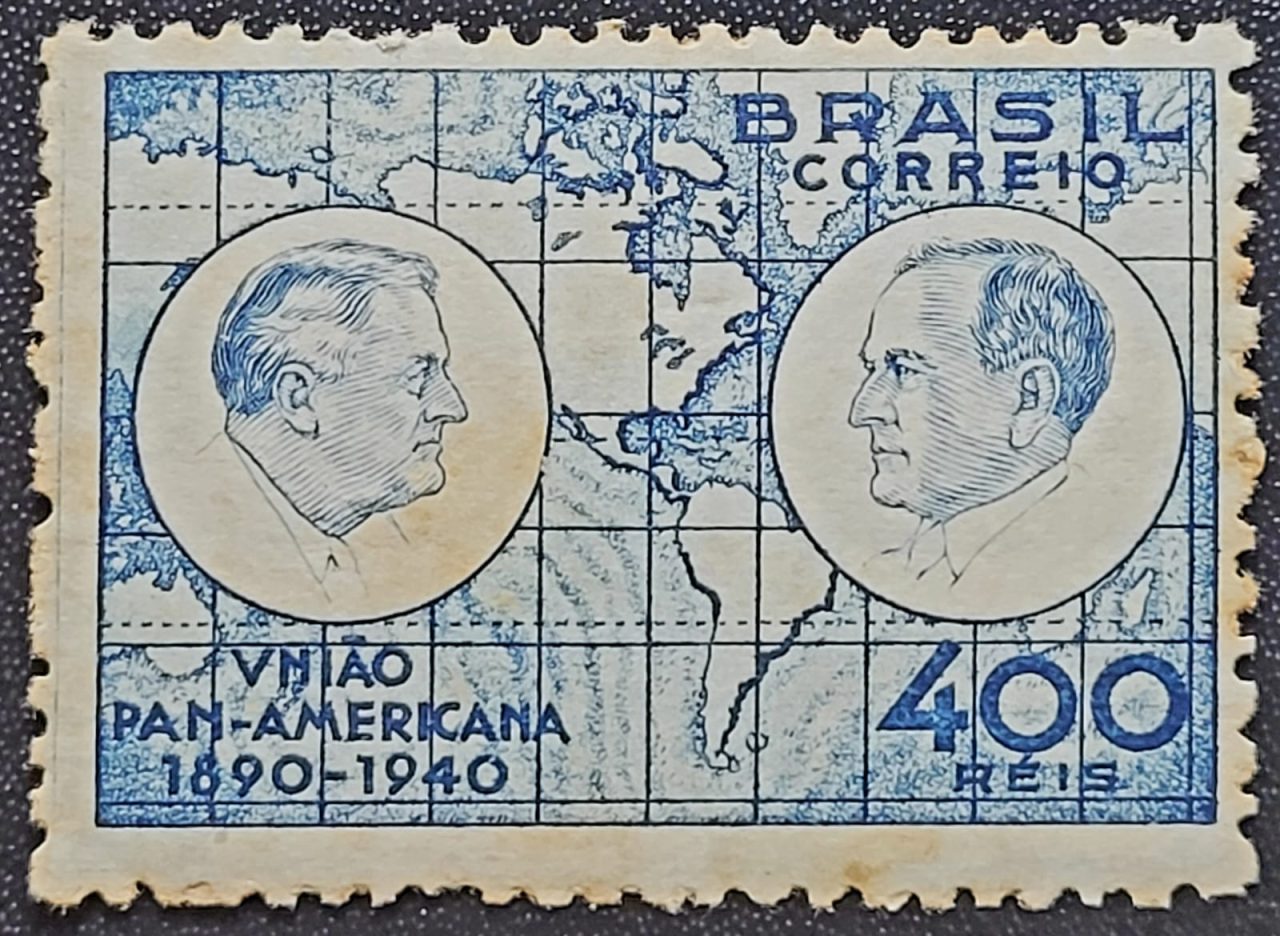 BRASIL
CORREIO
VNIÃO
PAN-AMERICANA
1890-1940
400
RÉIS